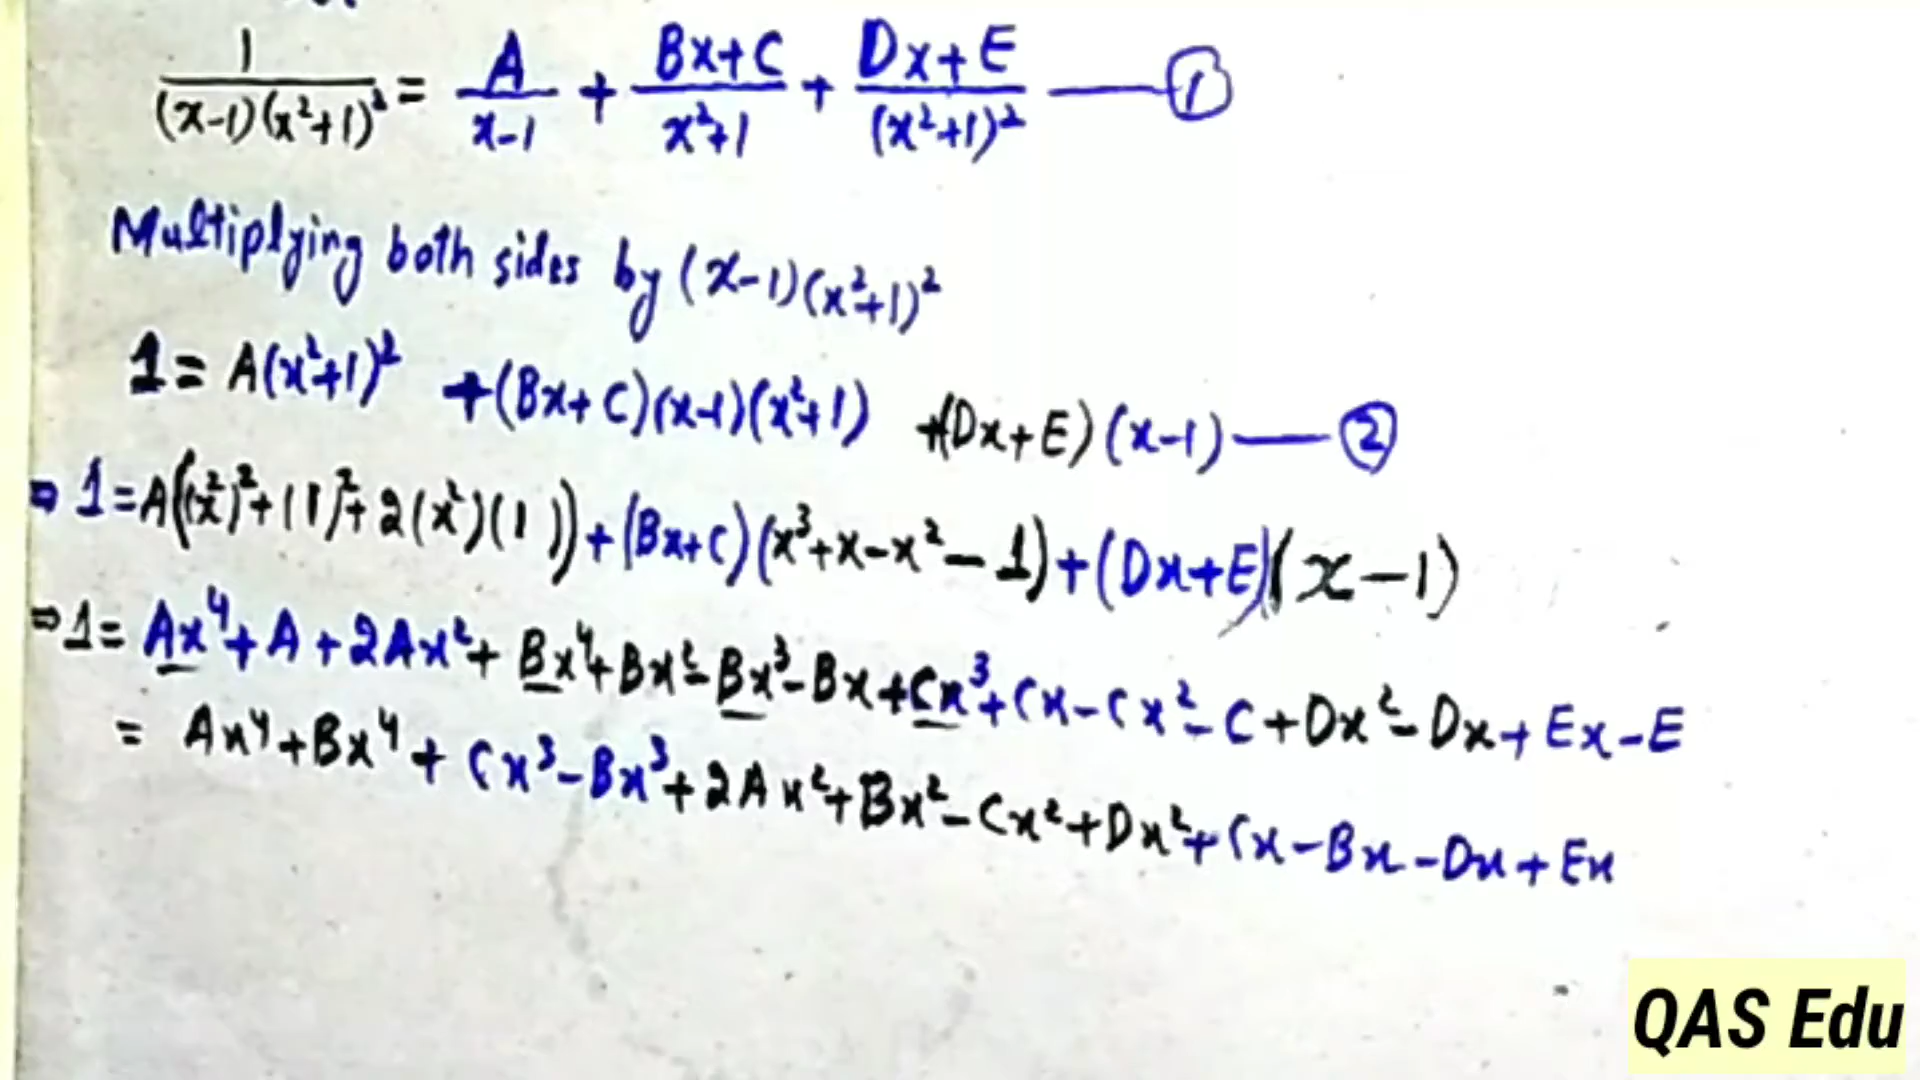 1/((x-1)(x²+1)²) = A/(x-1) + (Bx+C)/(x²+1) + (Dx+E)/(x²+1)² —— ①
Multiplying both sides by (x-1)(x²+1)²
1 = A(x²+1)² + (Bx+C)(x-1)(x²+1) + (Dx+E)(x-1) —— ②
⇒ 1 = A((x²)²+(1)²+2(x²)(1)) + (Bx+C)(x³+x-x²-1) + (Dx+E)(x-1)
⇒ 1 = Ax⁴ + A + 2Ax² + Bx⁴ + Bx² - Bx³ - Bx + Cx³ + Cx - Cx² - C + Dx² - Dx + Ex - E
= Ax⁴ + Bx⁴ + Cx³ - Bx³ + 2Ax² + Bx² - Cx² + Dx² + Cx - Bx - Dx + Ex
QAS Edu